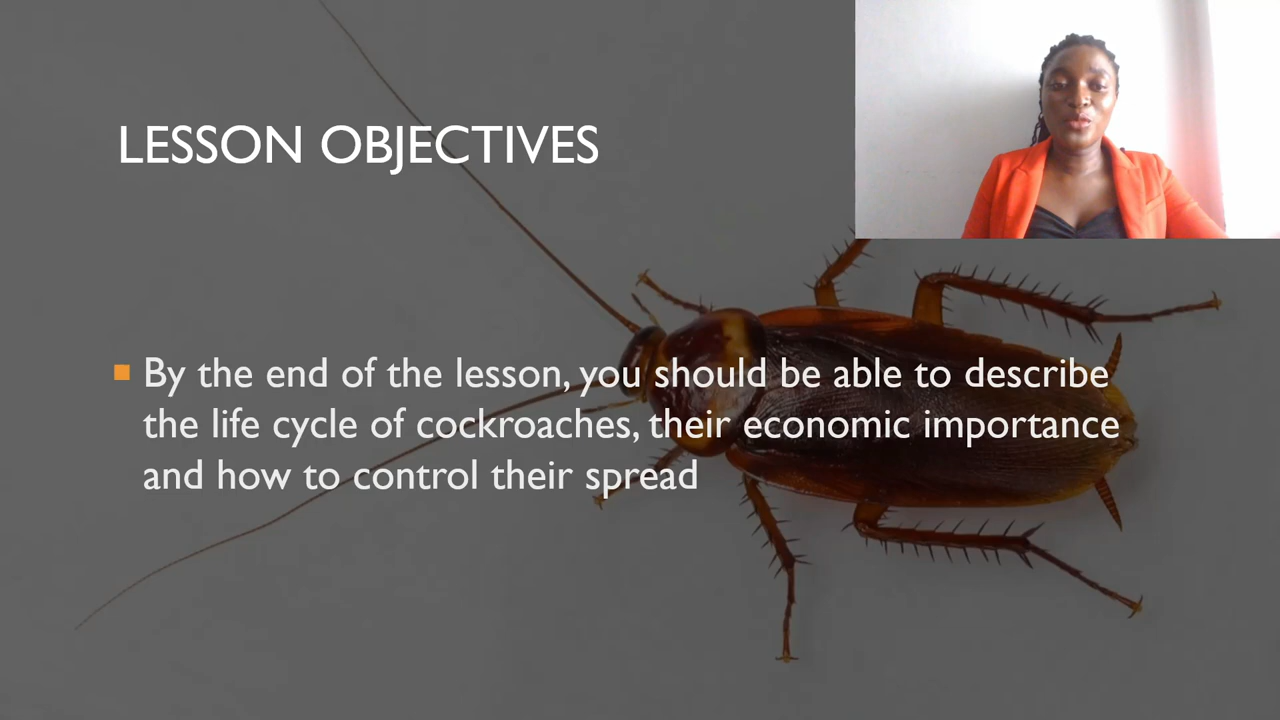 LESSON OBJECTIVES
By the end of the lesson, you should be able to describe
the life cycle of cockroaches, their economic importance
and how to control their spread